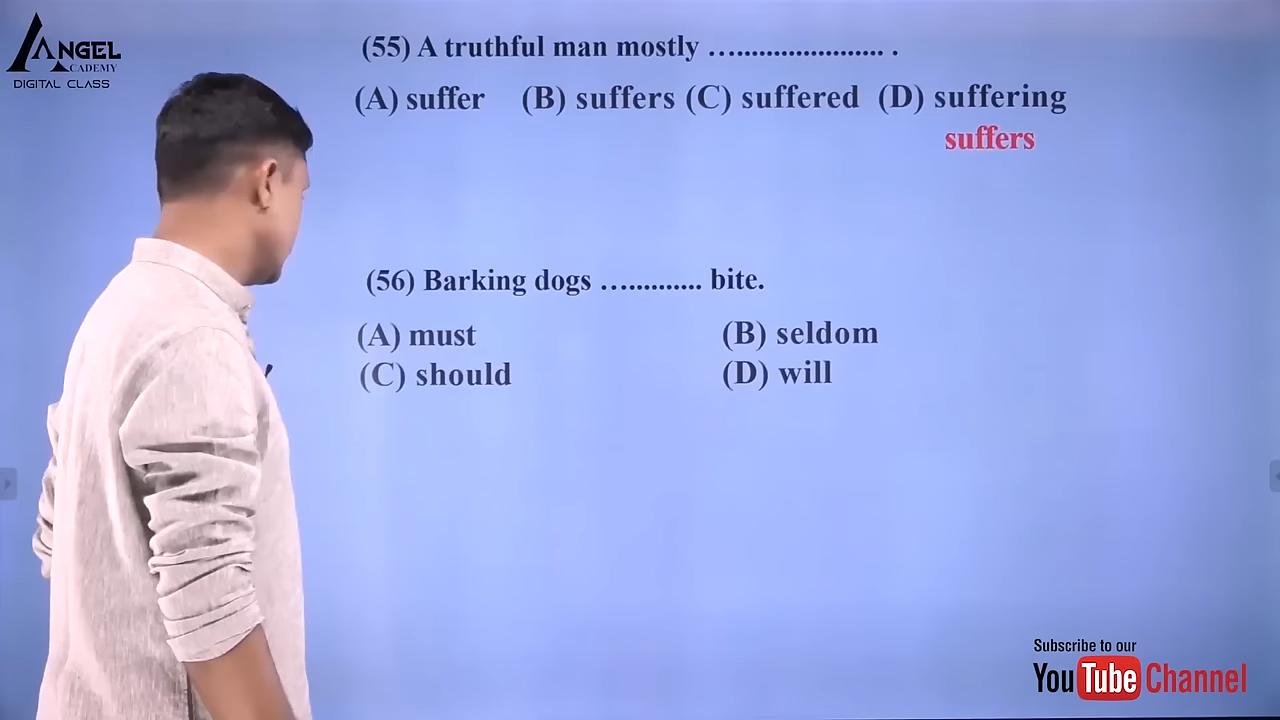 ANGEL
ACADEMY
DIGITAL CLASS
(55) A truthful man mostly ........................ .
(A) suffer (B) suffers (C) suffered (D) suffering
suffers
(56) Barking dogs ............. bite.
(A) must (B) seldom
(C) should (D) will
Subscribe to our
YouTube Channel